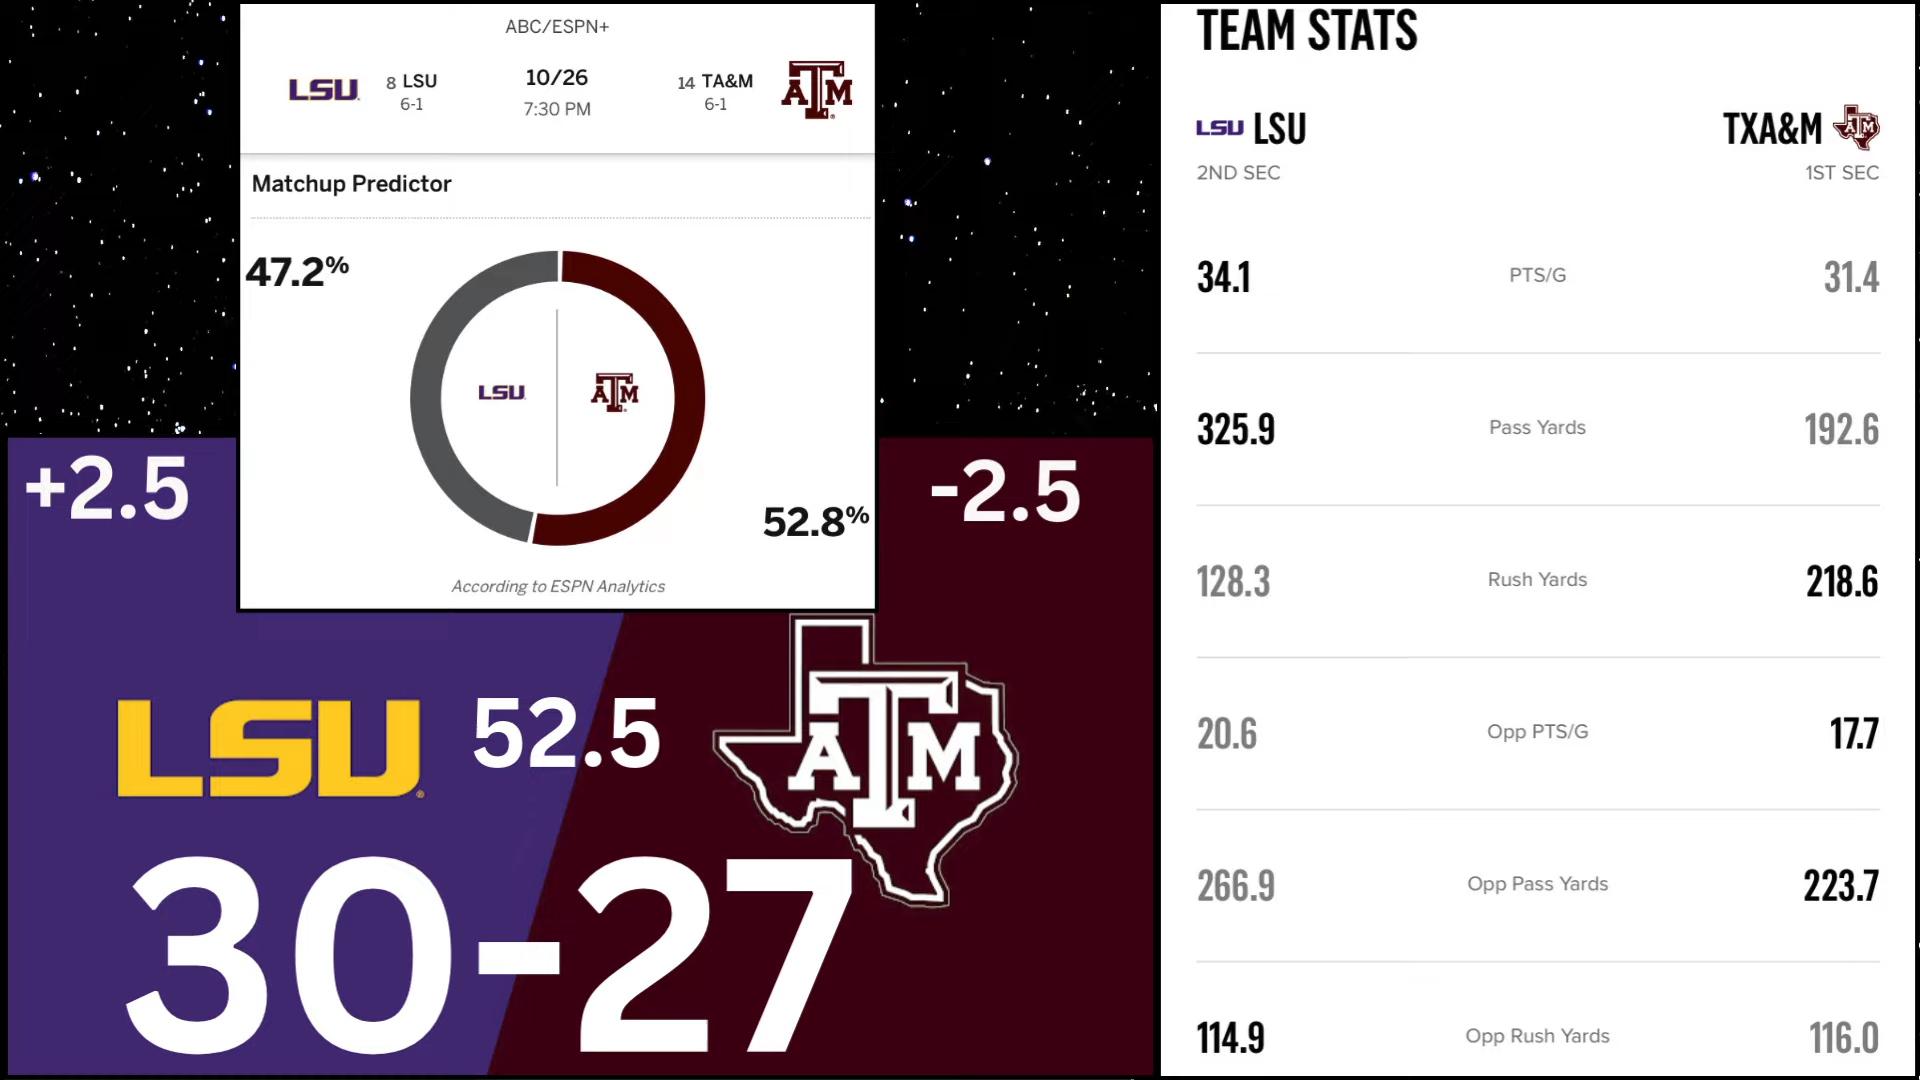 ABC/ESPN+
LSU 8 LSU 10/26 14 TA&M ATM
6-1 7:30 PM 6-1
Matchup Predictor
47.2%
LSU ATM
52.8%
According to ESPN Analytics
+2.5
-2.5
LSU 52.5 ATM
30-27
TEAM STATS
LSU LSU TXA&M ATM
2ND SEC 1ST SEC
34.1 PTS/G 31.4
325.9 Pass Yards 192.6
128.3 Rush Yards 218.6
20.6 Opp PTS/G 17.7
266.9 Opp Pass Yards 223.7
114.9 Opp Rush Yards 116.0